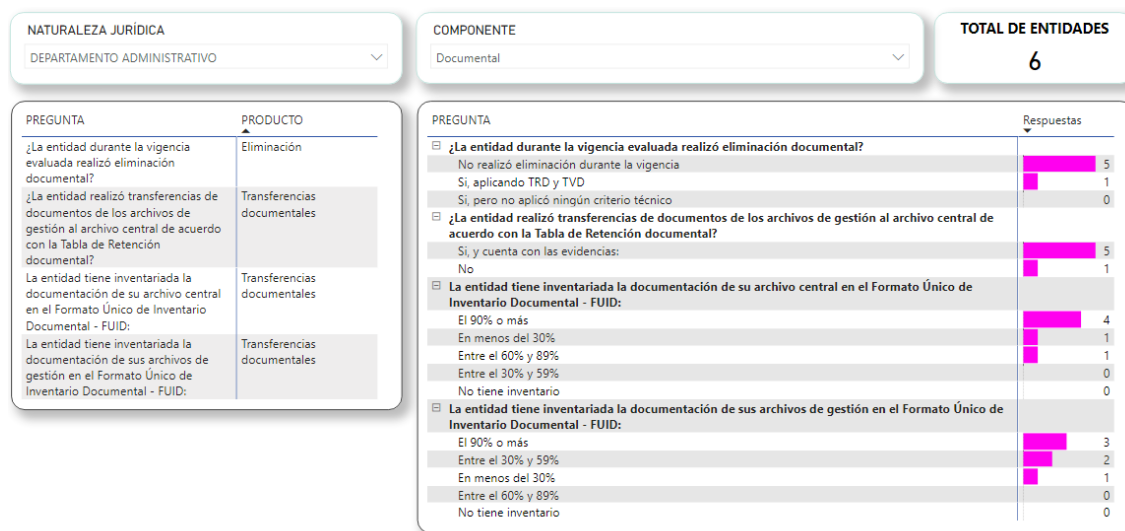 NATURALEZA JURÍDICA
DEPARTAMENTO ADMINISTRATIVO
COMPONENTE
Documental
TOTAL DE ENTIDADES
6
PREGUNTA PRODUCTO
¿La entidad durante la vigencia Eliminación
evaluada realizó eliminación
documental?
¿La entidad realizó transferencias de Transferencias
documentos de los archivos de documentales
gestión al archivo central de acuerdo
con la Tabla de Retención
documental?
La entidad tiene inventariada la Transferencias
documentación de su archivo central documentales
en el Formato Único de Inventario
Documental - FUID:
La entidad tiene inventariada la Transferencias
documentación de sus archivos de documentales
gestión en el Formato Único de
Inventario Documental - FUID:
PREGUNTA Respuestas
¿La entidad durante la vigencia evaluada realizó eliminación documental?
No realizó eliminación durante la vigencia 5
Si, aplicando TRD y TVD 1
Si, pero no aplicó ningún criterio técnico 0
¿La entidad realizó transferencias de documentos de los archivos de gestión al archivo central de
acuerdo con la Tabla de Retención documental?
Si, y cuenta con las evidencias: 5
No 1
La entidad tiene inventariada la documentación de su archivo central en el Formato Único de
Inventario Documental - FUID:
El 90% o más 4
En menos del 30% 1
Entre el 60% y 89% 1
Entre el 30% y 59% 0
No tiene inventario 0
La entidad tiene inventariada la documentación de sus archivos de gestión en el Formato Único de
Inventario Documental - FUID:
El 90% o más 3
Entre el 30% y 59% 2
En menos del 30% 1
Entre el 60% y 89% 0
No tiene inventario 0